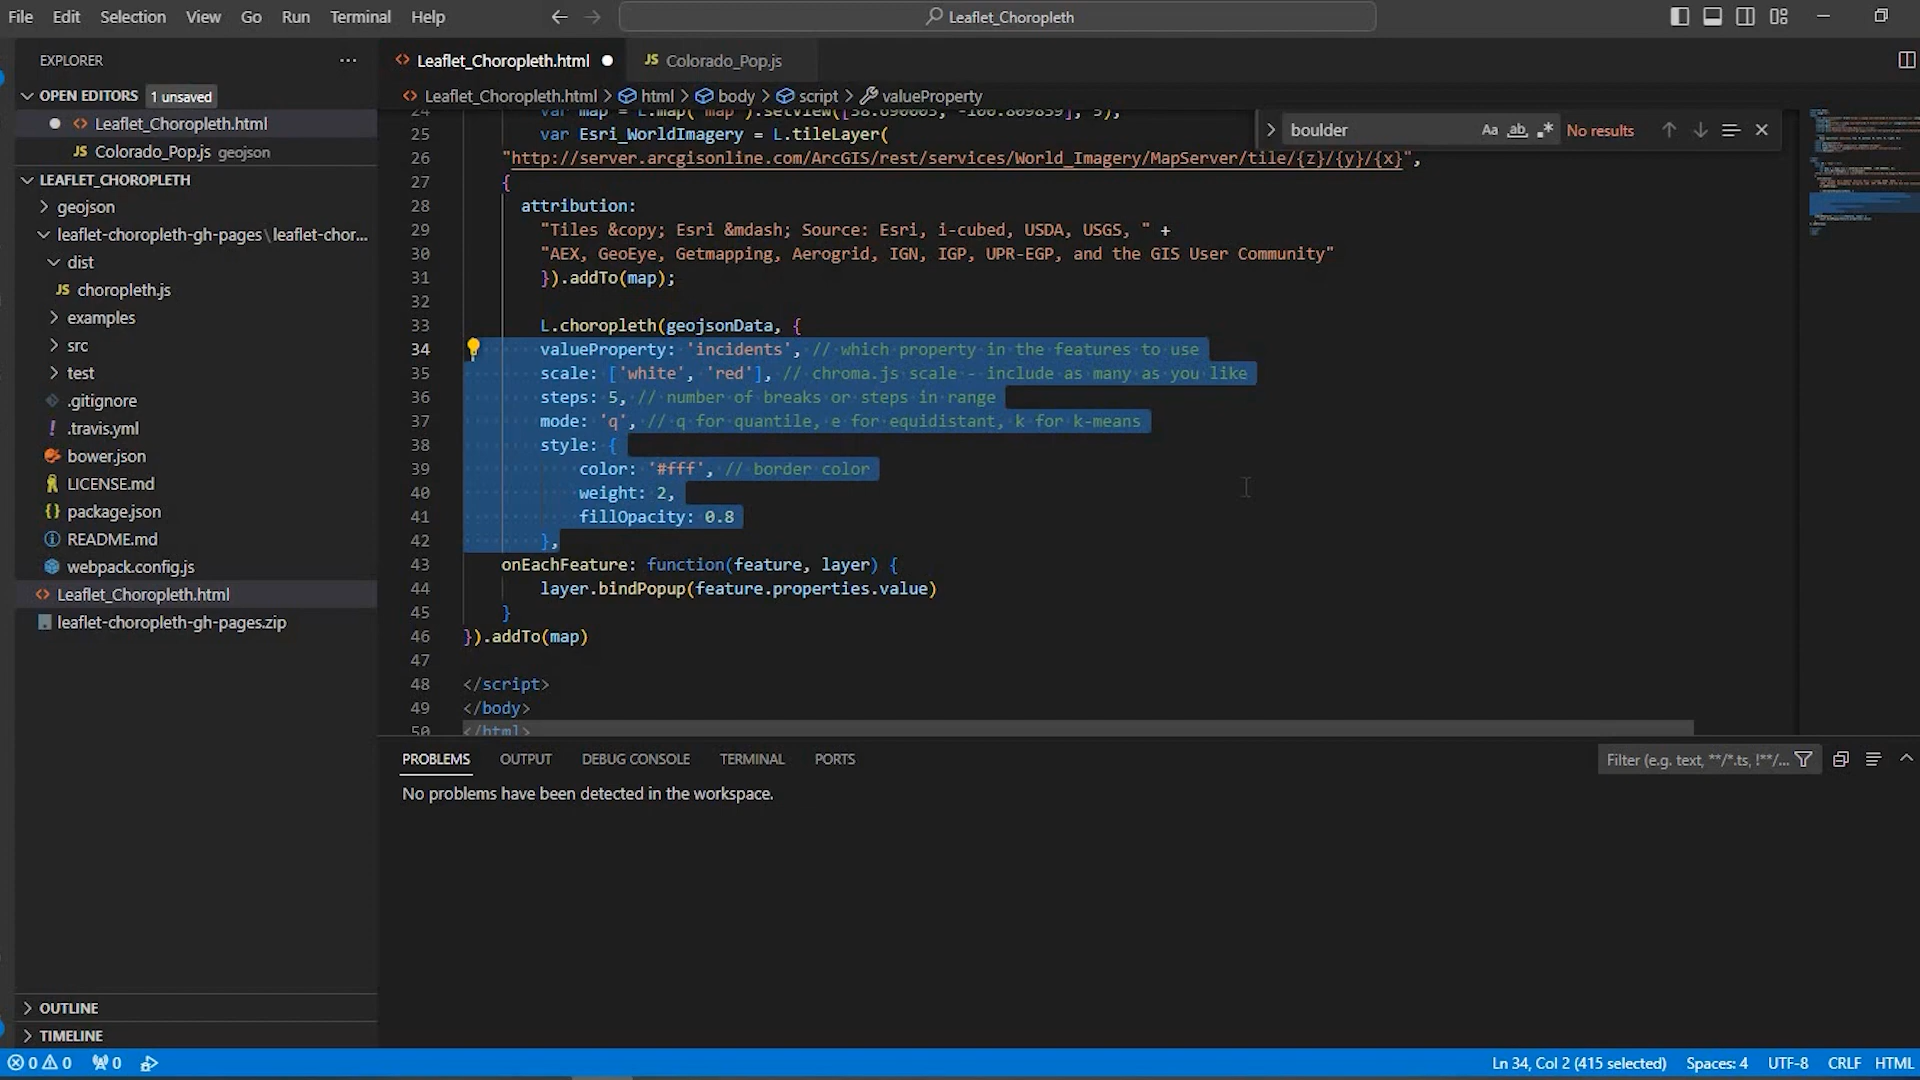 File Edit Selection View Go Run Terminal Help
Leaflet_Choropleth
EXPLORER
OPEN EDITORS 1 unsaved
Leaflet_Choropleth.html
Colorado_Pop.js geojson
LEAFLET_CHOROPLETH
geojson
leaflet-choropleth-gh-pages\leaflet-chor...
dist
choropleth.js
examples
src
test
.gitignore
.travis.yml
bower.json
LICENSE.md
package.json
README.md
webpack.config.js
Leaflet_Choropleth.html
leaflet-choropleth-gh-pages.zip
OUTLINE
TIMELINE
Leaflet_Choropleth.html
JS Colorado_Pop.js
Leaflet_Choropleth.html > html > body > script > valueProperty
boulder Aa ab No results
25 var Esri_WorldImagery = L.tileLayer(
26 "http://server.arcgisonline.com/ArcGIS/rest/services/World_Imagery/MapServer/tile/{z}/{y}/{x}",
27 {
28 attribution:
29 "Tiles &copy; Esri &mdash; Source: Esri, i-cubed, USDA, USGS, " +
30 "AEX, GeoEye, Getmapping, Aerogrid, IGN, IGP, UPR-EGP, and the GIS User Community"
31 }).addTo(map);
32
33 L.choropleth(geojsonData, {
34 valueProperty: 'incidents', // which property in the features to use
35 scale: ['white', 'red'], // chroma.js scale - include as many as you like
36 steps: 5, // number of breaks or steps in range
37 mode: 'q', // q for quantile, e for equidistant, k for k-means
38 style: {
39 color: '#fff', // border color
40 weight: 2,
41 fillOpacity: 0.8
42 },
43 onEachFeature: function(feature, layer) {
44 layer.bindPopup(feature.properties.value)
45 }
46 }).addTo(map)
47
48 </script>
49 </body>
50 </html>
PROBLEMS OUTPUT DEBUG CONSOLE TERMINAL PORTS
Filter (e.g. text, **/*.ts, !**/...
No problems have been detected in the workspace.
0 0 0
Ln 34, Col 2 (415 selected) Spaces: 4 UTF-8 CRLF HTML